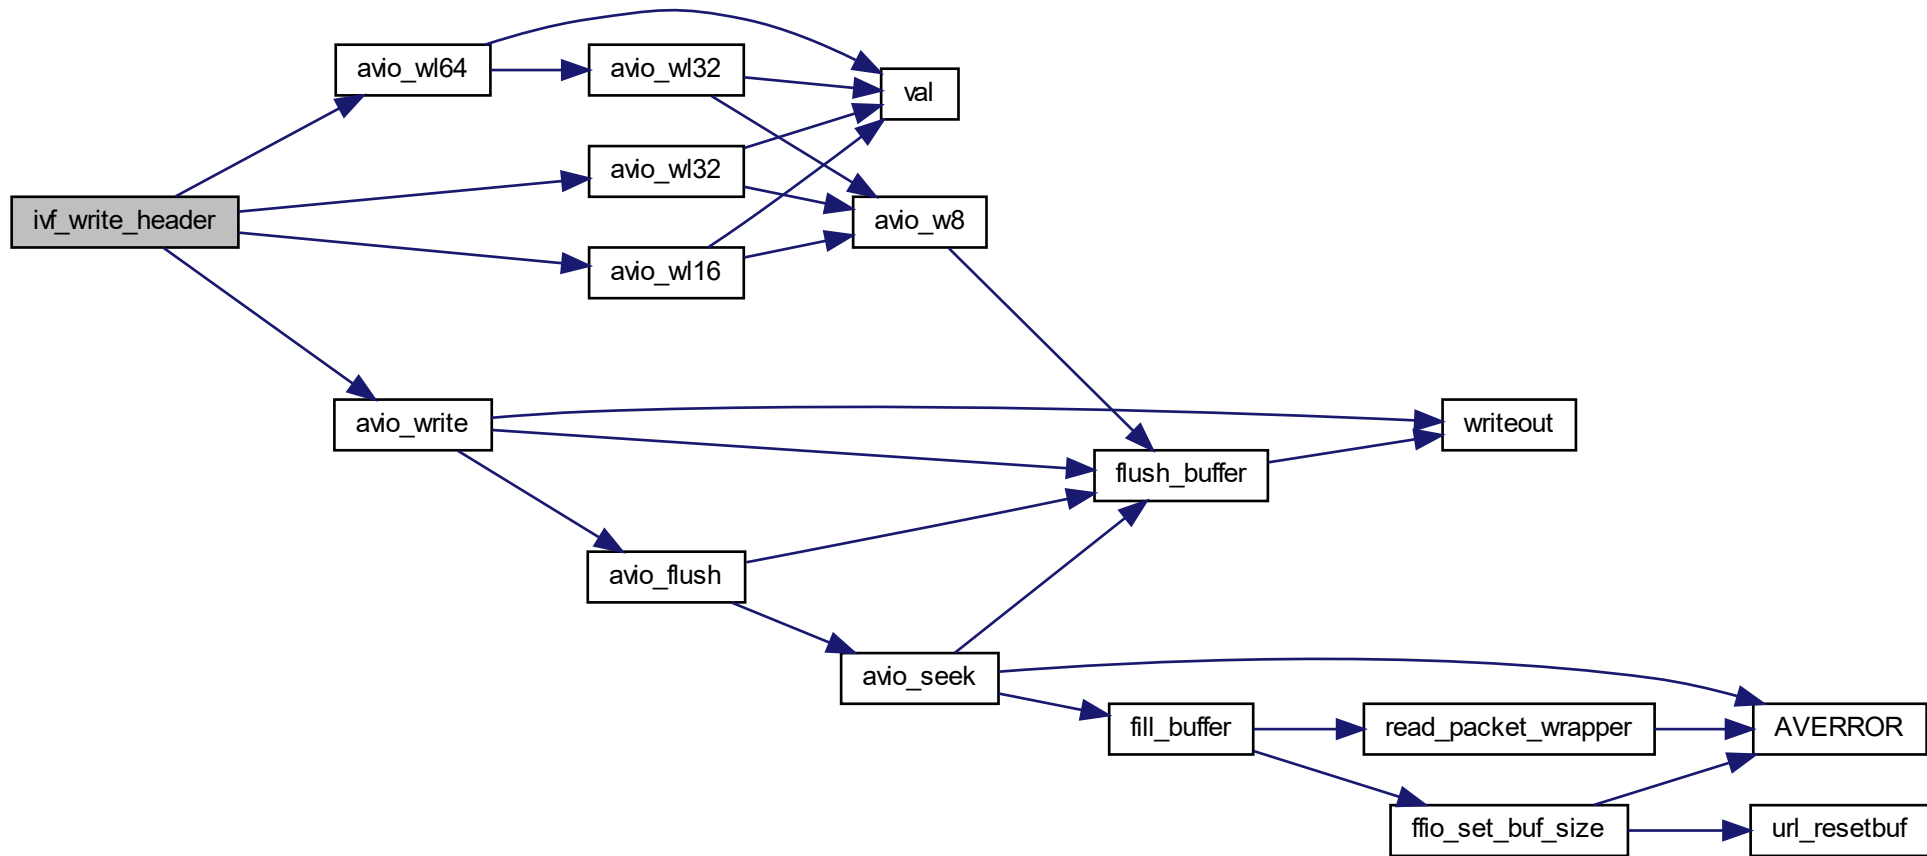 avio_wl64
avio_wl32
val
avio_wl32
ivf_write_header
avio_w8
avio_wl16
avio_write
writeout
flush_buffer
avio_flush
avio_seek
fill_buffer
read_packet_wrapper
AVERROR
ffio_set_buf_size
url_resetbuf